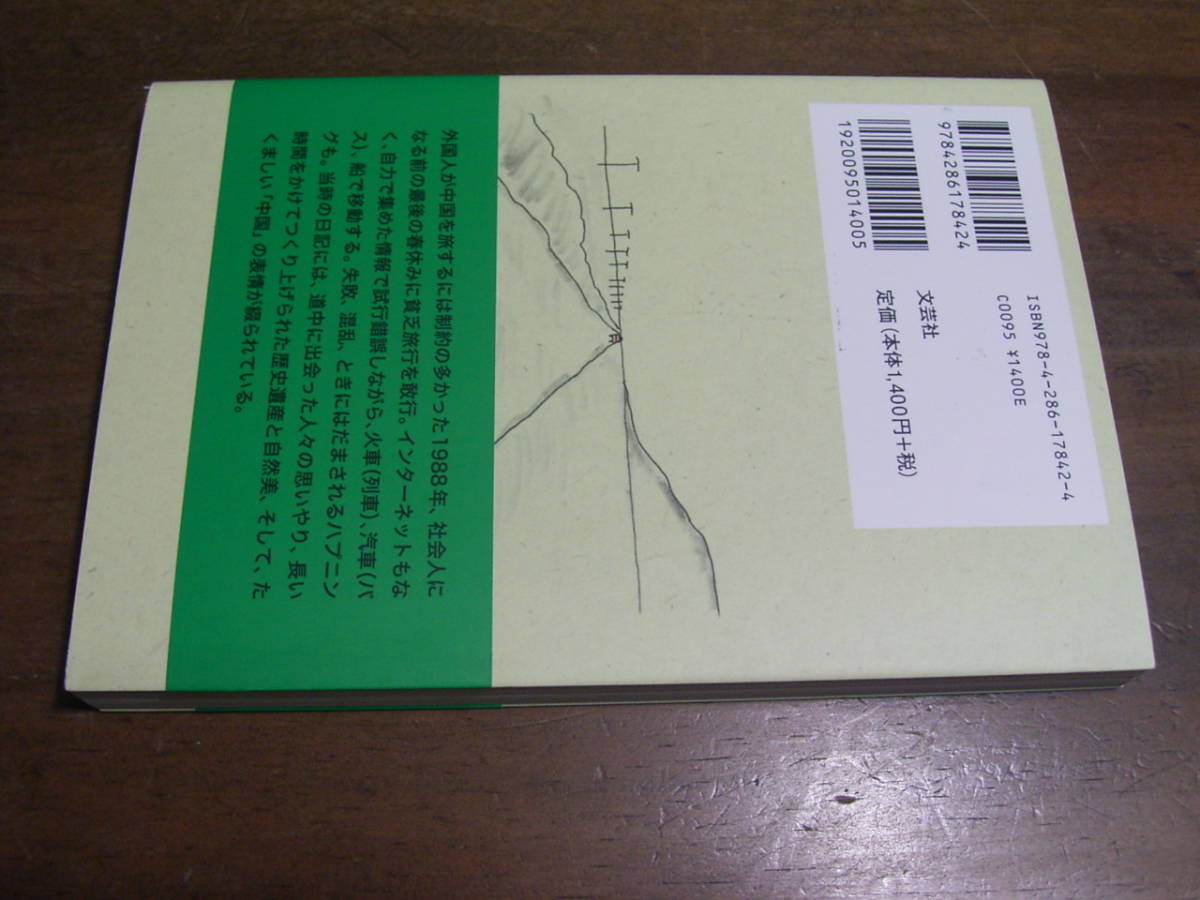 9784286178424
1920095014005
ISBN978-4-286-17842-4
C0095 ¥1400E
文芸社
定価(本体1,400円+税)
外国人が中国を旅するには制約の多かった1988年、社会人に
なる前の最後の春休みに貧乏旅行を敢行。インターネットもな
く、自力で集めた情報で試行錯誤しながら、火車(列車)、汽車(バ
ス)、船で移動する。失敗、混乱、ときにはだまされるハプニン
グも。当時の日記には、道中に出会った人々の思いやり、長い
時間をかけてつくり上げられた歴史遺産と自然美、そして、た
くましい「中国」の表情が綴られている。